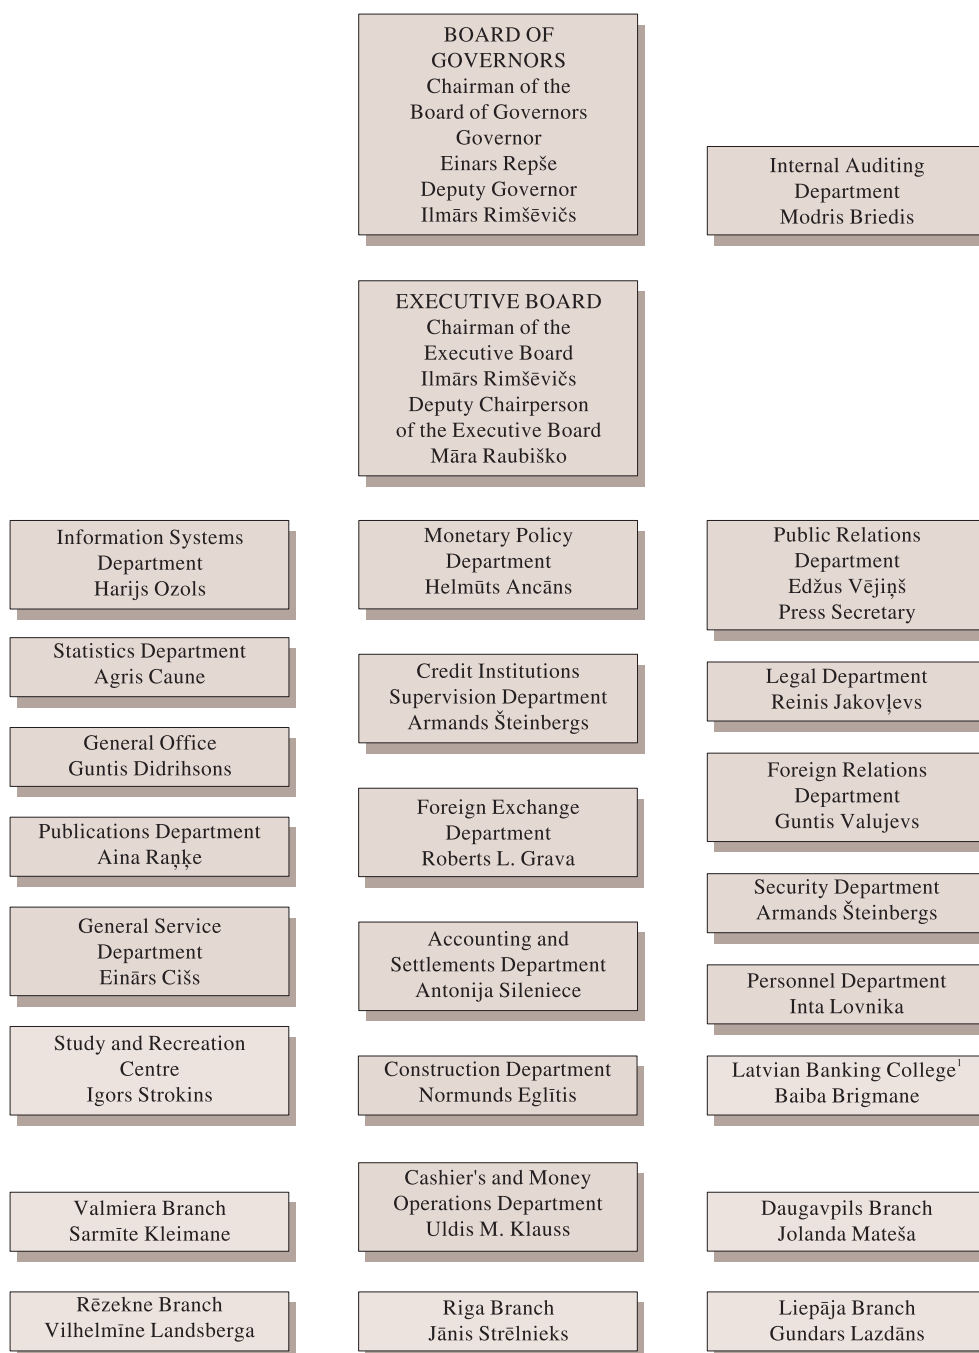 BOARD OF
GOVERNORS
Chairman of the
Board of Governors
Governor
Einars Repše
Deputy Governor
Ilmārs Rimšēvičs
Internal Auditing
Department
Modris Briedis
EXECUTIVE BOARD
Chairman of the
Executive Board
Ilmārs Rimšēvičs
Deputy Chairperson
of the Executive Board
Māra Raubiško
Information Systems
Department
Harijs Ozols
Statistics Department
Agris Caune
General Office
Guntis Didrihsons
Publications Department
Aina Raņķe
General Service
Department
Einārs Cišs
Study and Recreation
Centre
Igors Strokins
Monetary Policy
Department
Helmūts Ancāns
Credit Institutions
Supervision Department
Armands Šteinbergs
Foreign Exchange
Department
Roberts L. Grava
Accounting and
Settlements Department
Antonija Sileniece
Construction Department
Normunds Eglītis
Cashier's and Money
Operations Department
Uldis M. Klauss
Public Relations
Department
Edžus Vējiņš
Press Secretary
Legal Department
Reinis Jakovļevs
Foreign Relations
Department
Guntis Valujevs
Security Department
Armands Šteinbergs
Personnel Department
Inta Lovnika
Latvian Banking College¹
Baiba Brigmane
Valmiera Branch
Sarmīte Kleimane
Daugavpils Branch
Jolanda Mateša
Rēzekne Branch
Vilhelmīne Landsberga
Riga Branch
Jānis Strēlnieks
Liepāja Branch
Gundars Lazdāns